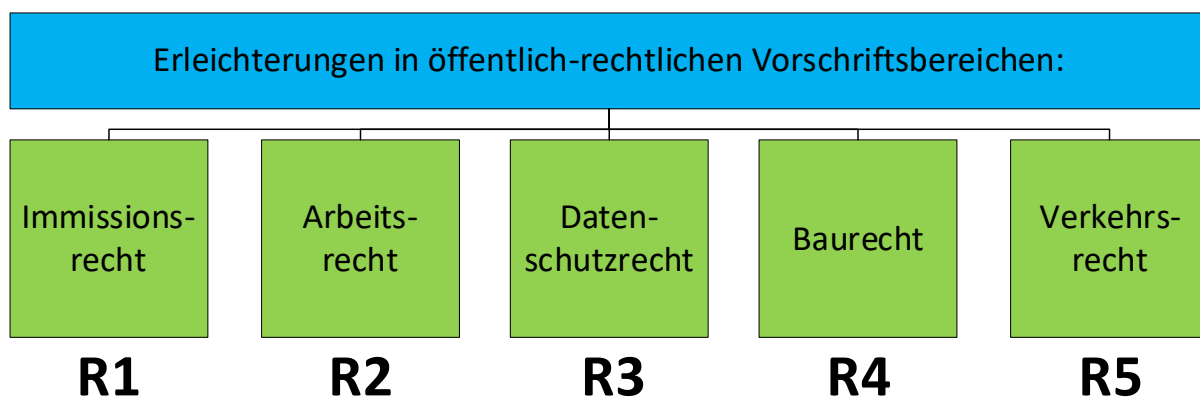 Erleichterungen in öffentlich-rechtlichen Vorschriftsbereichen:
Immissions-
recht
Arbeits-
recht
Daten-
schutzrecht
Baurecht
Verkehrs-
recht
R1
R2
R3
R4
R5